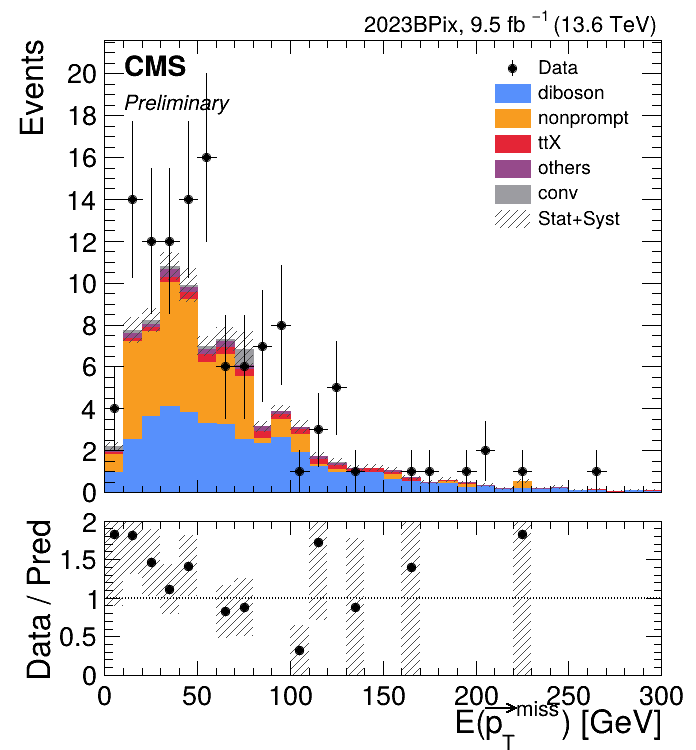 2023BPix, 9.5 fb⁻¹ (13.6 TeV)
CMS
Preliminary
Events
20
18
16
14
12
10
8
6
4
2
0
Data
diboson
nonprompt
ttX
others
conv
Stat+Syst
Data / Pred
2
1.5
1
0.5
0
0 50 100 150 200 250 300
E(p⃗_T^miss) [GeV]